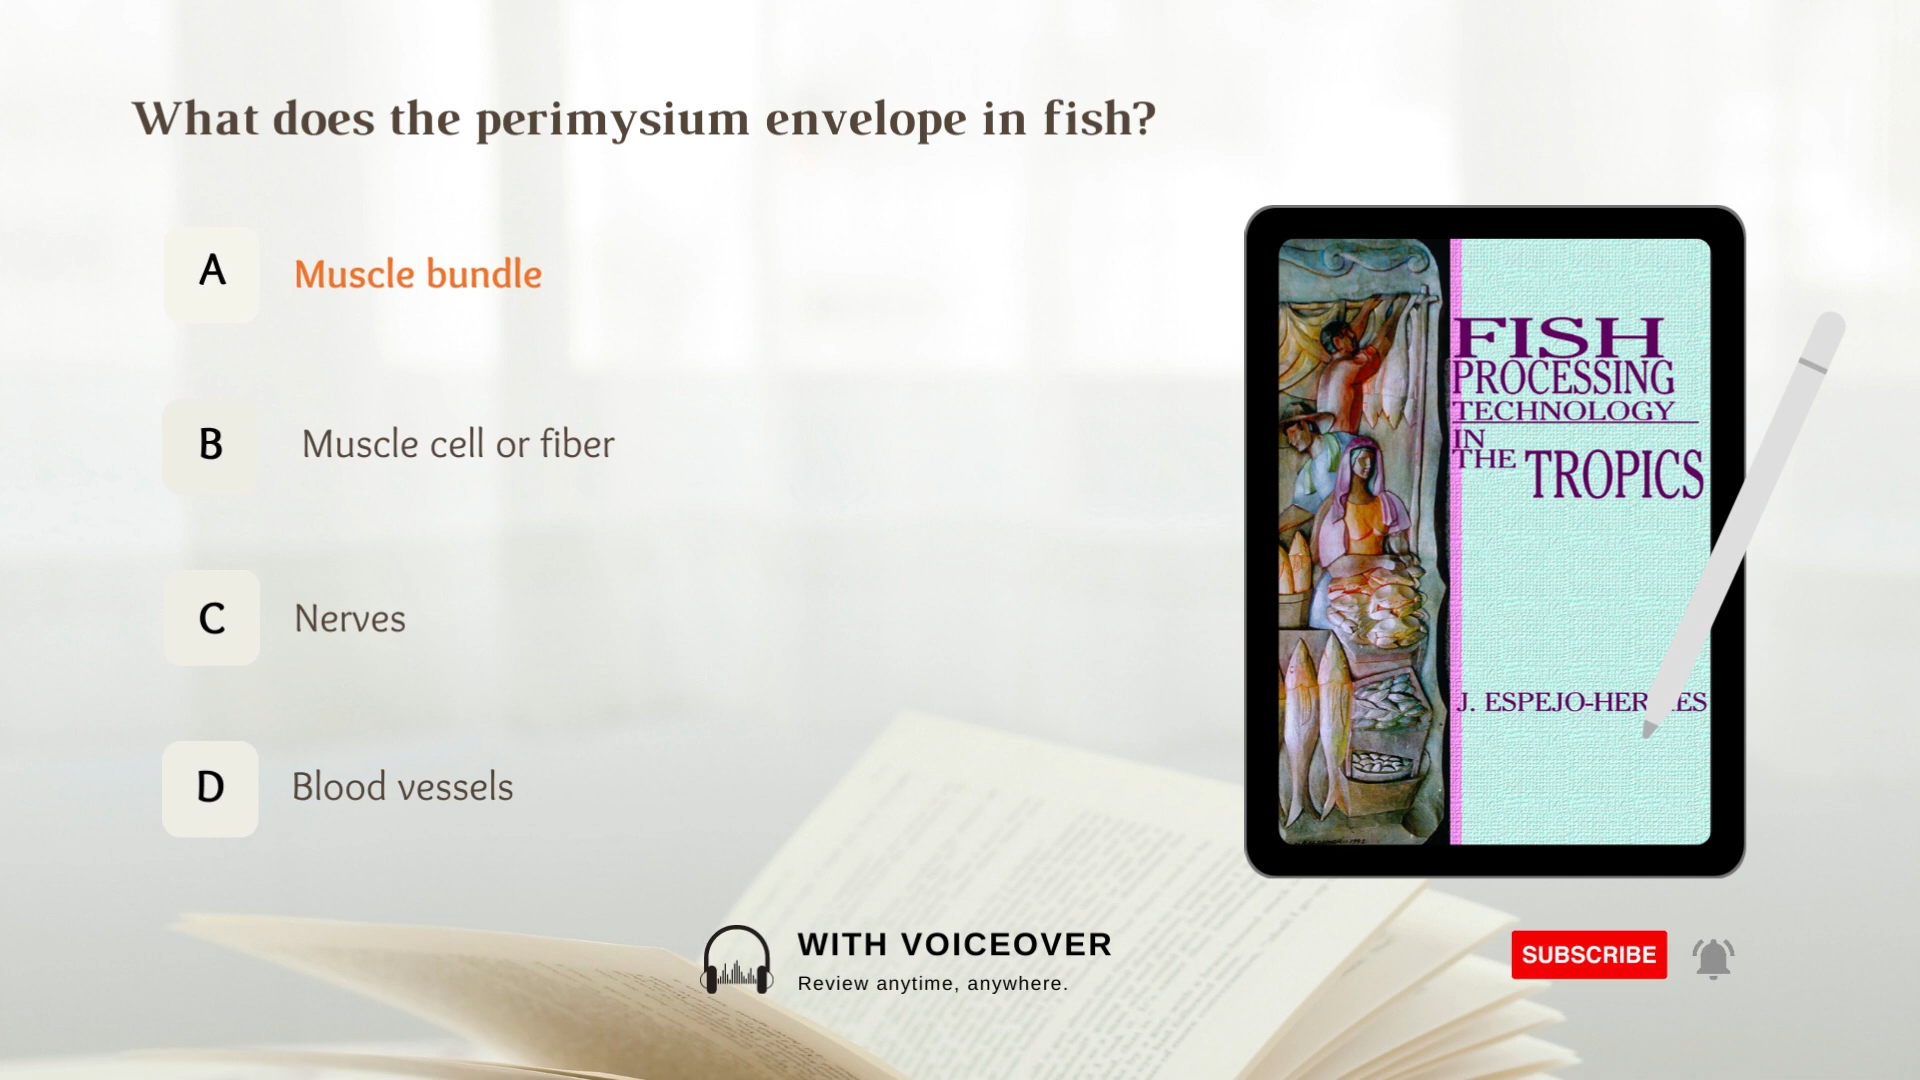 What does the perimysium envelope in fish?
A
Muscle bundle
B
Muscle cell or fiber
C
Nerves
D
Blood vessels
FISH
PROCESSING
TECHNOLOGY
IN
THE TROPICS
J.
WITH VOICEOVER
Review anytime, anywhere.
SUBSCRIBE